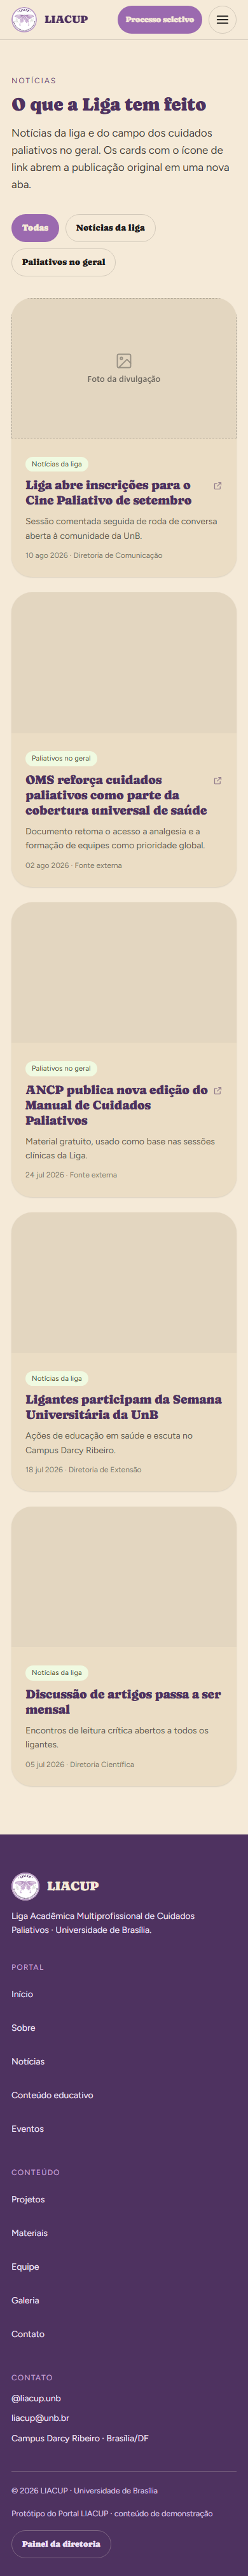 LIACUP
Processo seletivo
NOTÍCIAS
O que a Liga tem feito
Notícias da liga e do campo dos cuidados
paliativos no geral. Os cards com o ícone de
link abrem a publicação original em uma nova
aba.
Todas
Notícias da liga
Paliativos no geral
Foto da divulgação
Notícias da liga
Liga abre inscrições para o
Cine Paliativo de setembro
Sessão comentada seguida de roda de conversa
aberta à comunidade da UnB.
10 ago 2026 · Diretoria de Comunicação
Paliativos no geral
OMS reforça cuidados
paliativos como parte da
cobertura universal de saúde
Documento retoma o acesso a analgesia e a
formação de equipes como prioridade global.
02 ago 2026 · Fonte externa
Paliativos no geral
ANCP publica nova edição do
Manual de Cuidados
Paliativos
Material gratuito, usado como base nas sessões
clínicas da Liga.
24 jul 2026 · Fonte externa
Notícias da liga
Ligantes participam da Semana
Universitária da UnB
Ações de educação em saúde e escuta no
Campus Darcy Ribeiro.
18 jul 2026 · Diretoria de Extensão
Notícias da liga
Discussão de artigos passa a ser
mensal
Encontros de leitura crítica abertos a todos os
ligantes.
05 jul 2026 · Diretoria Científica
LIACUP
Liga Acadêmica Multiprofissional de Cuidados
Paliativos · Universidade de Brasília.
PORTAL
Início
Sobre
Notícias
Conteúdo educativo
Eventos
CONTEÚDO
Projetos
Materiais
Equipe
Galeria
Contato
CONTATO
@liacup.unb
liacup@unb.br
Campus Darcy Ribeiro · Brasília/DF
© 2026 LIACUP · Universidade de Brasília
Protótipo do Portal LIACUP · conteúdo de demonstração
Painel da diretoria